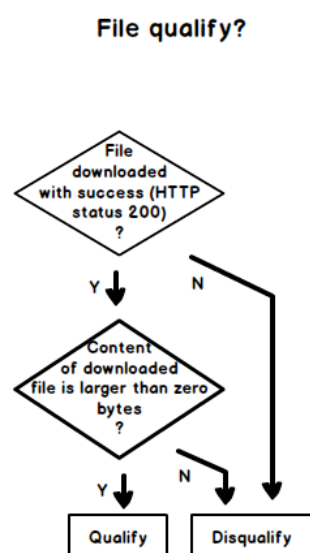 File qualify?
File
downloaded
with success (HTTP
status 200)
?
Y
N
Content
of downloaded
file is larger than zero
bytes
?
Y
N
Qualify
Disqualify